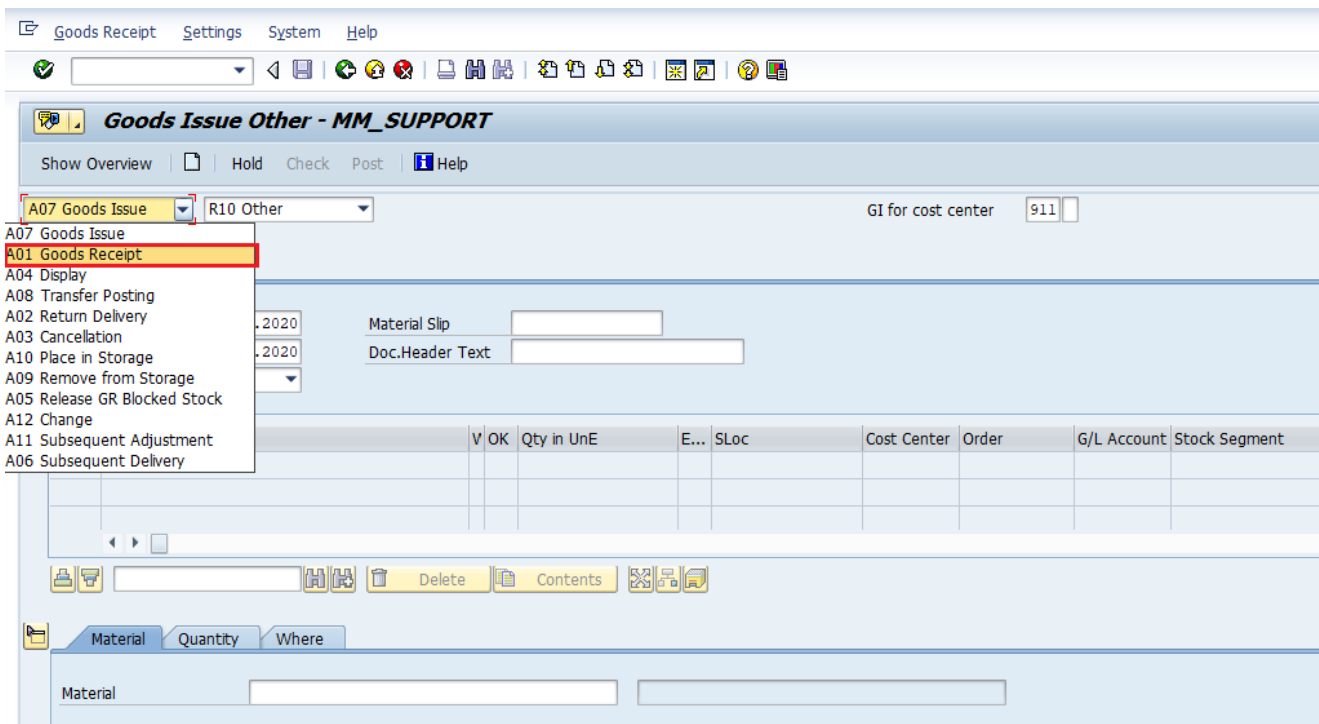 Goods Receipt Settings System Help
Goods Issue Other - MM_SUPPORT
Show Overview Hold Check Post Help
A07 Goods Issue R10 Other GI for cost center 911
A07 Goods Issue
A01 Goods Receipt
A04 Display
A08 Transfer Posting
A02 Return Delivery
.2020 Material Slip
A03 Cancellation
A10 Place in Storage
.2020 Doc.Header Text
A09 Remove from Storage
A05 Release GR Blocked Stock
A12 Change
A11 Subsequent Adjustment
OK Qty in UnE E... SLoc Cost Center Order G/L Account Stock Segment
A06 Subsequent Delivery
Delete Contents
Material Quantity Where
Material